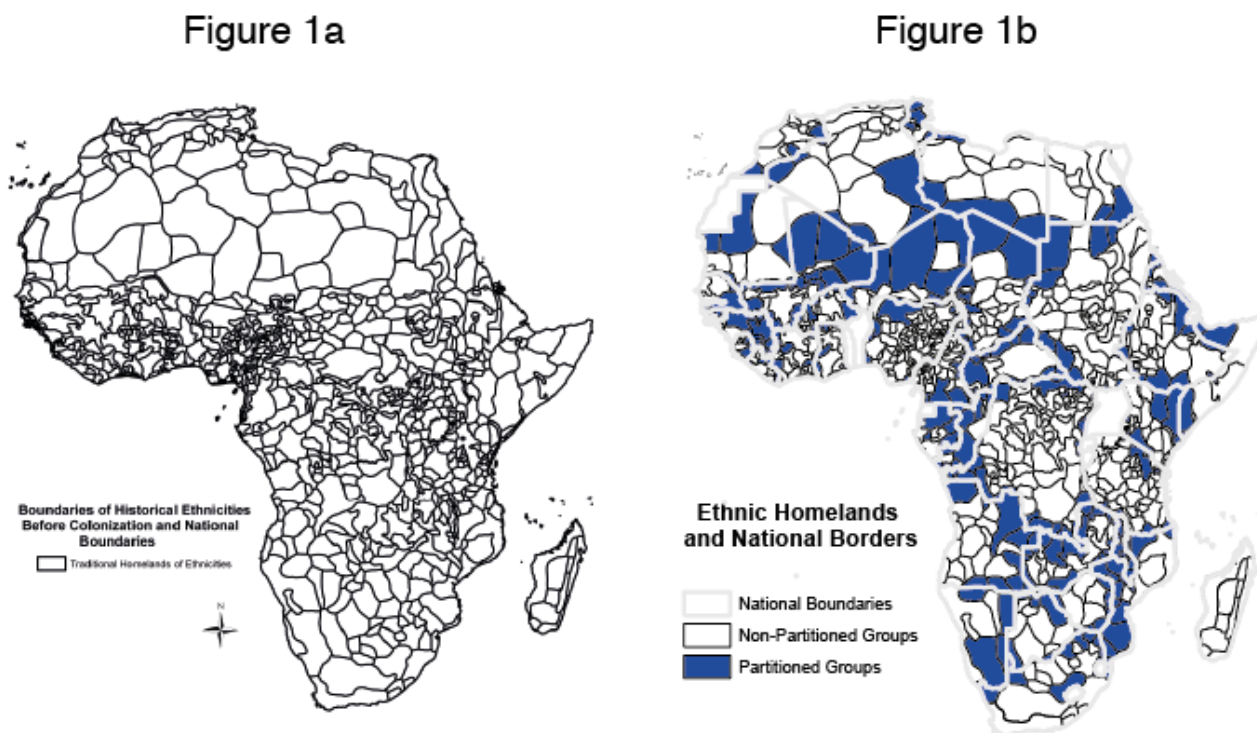 Figure 1a
Figure 1b
Boundaries of Historical Ethnicities
Before Colonization and National
Boundaries
Traditional Homelands of Ethnicities
N
Ethnic Homelands
and National Borders
National Boundaries
Non-Partitioned Groups
Partitioned Groups